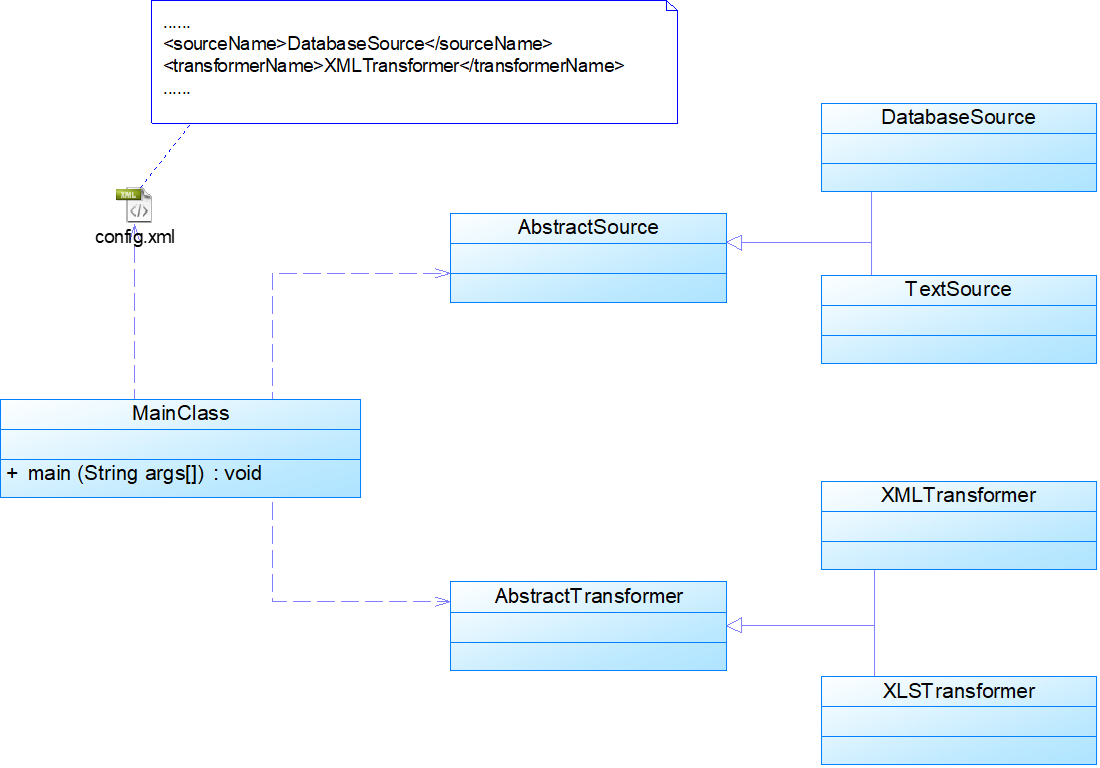 ......
<sourceName>DatabaseSource</sourceName>
<transformerName>XMLTransformer</transformerName>
......
DatabaseSource
XML
</>
config.xml
AbstractSource
TextSource
MainClass
+ main (String args[]) : void
XMLTransformer
AbstractTransformer
XLSTransformer